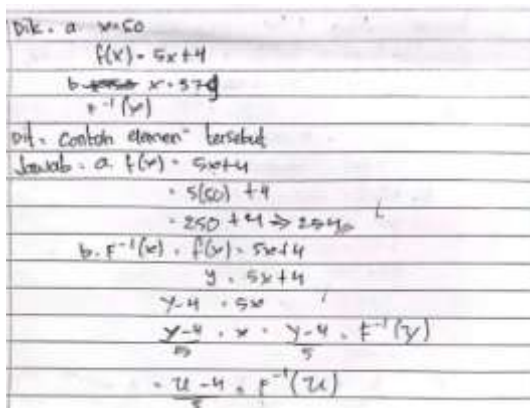 Dik. a x=50
f(x) = 5x+4
b x=379
F⁻¹(x)
Dit. Contoh elemen" tersebut
Jawab. a. f(x) = 5x+4
= 5(50) + 4
= 250 + 4 → 254
b. F⁻¹(x) = f(x) = 5x+4
y = 5x+4
y-4 = 5x
y-4/5 = x = y-4/5 = F⁻¹(y)
= x-4/5 = F⁻¹(x)